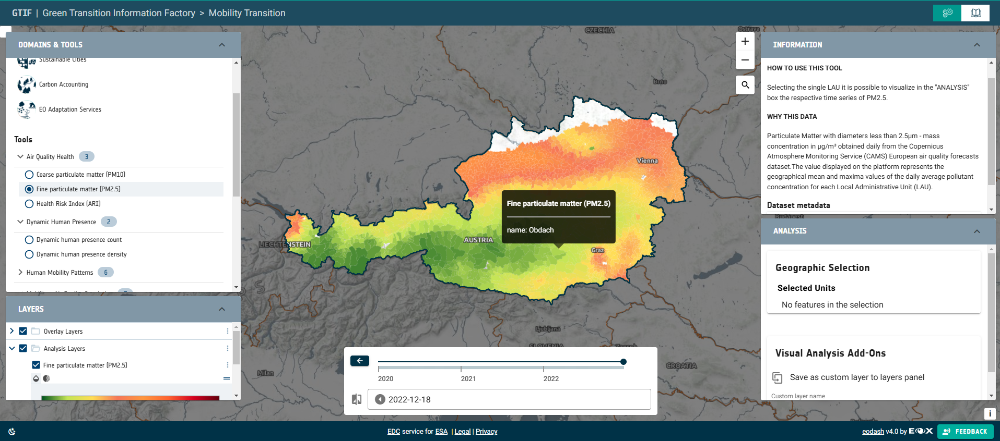 GTIF | Green Transition Information Factory > Mobility Transition
DOMAINS & TOOLS
Sustainable Cities
Carbon Accounting
EO Adaptation Services
Tools
Air Quality Health 3
Coarse particulate matter (PM10)
Fine particulate matter (PM2.5)
Health Risk Index (ARI)
Dynamic Human Presence 2
Dynamic human presence count
Dynamic human presence density
Human Mobility Patterns 6
LAYERS
Overlay Layers
Analysis Layers
Fine particulate matter (PM2.5)
CZECHIA
Ostrava
Brno
Vienna
Fine particulate matter (PM2.5)
name: Obdach
AUSTRIA
LIECHTENSTEIN
Graz
Budapest
Ljubljana
SLOVENIA
Zagreb
CROATIA
Milan
2020
2021
2022
2022-12-18
INFORMATION
HOW TO USE THIS TOOL
Selecting the single LAU it is possible to visualize in the "ANALYSIS"
box the respective time series of PM2.5.
WHY THIS DATA
Particulate Matter with diameters less than 2.5µm - mass
concentration in µg/m³ obtained daily from the Copernicus
Atmosphere Monitoring Service (CAMS) European air quality forecasts
dataset.The value displayed on the platform represents the
geographical mean and maxima values of the daily average pollutant
concentration for each Local Administrative Unit (LAU).
Dataset metadata
ANALYSIS
Geographic Selection
Selected Units
No features in the selection
Visual Analysis Add-Ons
Save as custom layer to layers panel
Custom layer name
i
EDC service for ESA | Legal | Privacy
eodash v4.0 by EOX
FEEDBACK